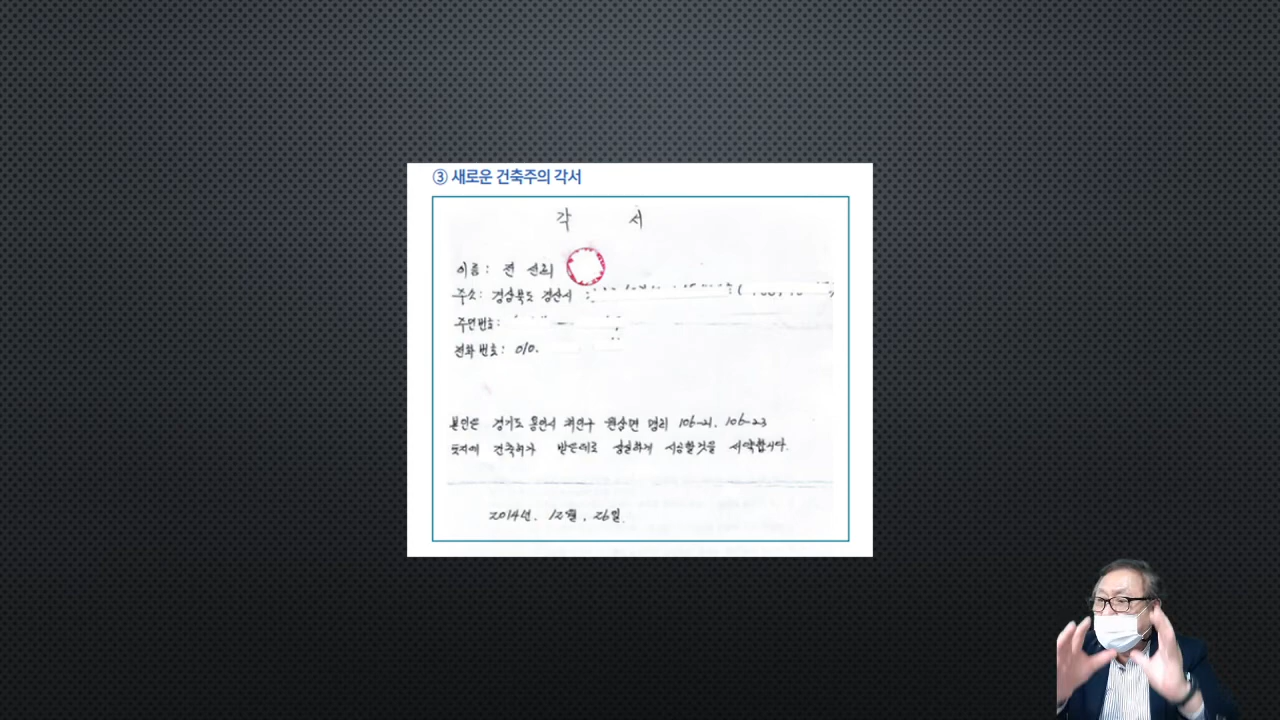 ③ 새로운 건축주의 각서
각 서
이름: 전
주소: 경상북도 경산시
주민번호:
전화번호: 010.
본인은 경기도 용인시 처인구 원삼면 맹리 106-21, 106-23
토지에 건축허가 받은대로 성실하게 시공할것을 서약합니다.
2014년. 12월. 26일.